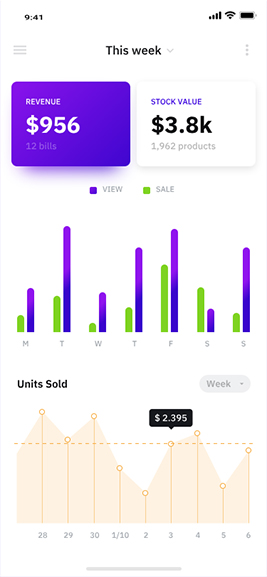 9:41
This week
REVENUE
$956
12 bills
STOCK VALUE
$3.8k
1,962 products
VIEW SALE
M T W T F S S
Units Sold
Week
$ 2.395
28 29 30 1/10 2 3 4 5 6